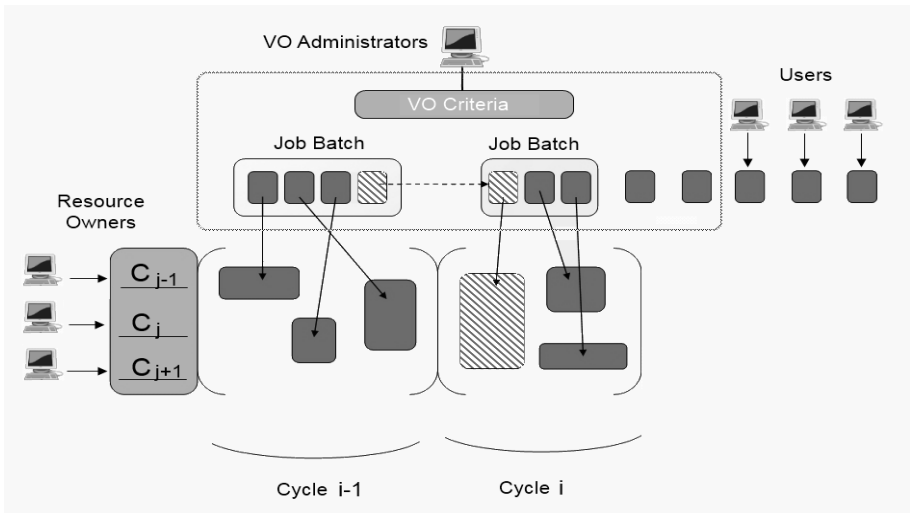 VO Administrators
Users
VO Criteria
Job Batch
Job Batch
Resource
Owners
C j-1
C j
C j+1
Cycle i-1
Cycle i